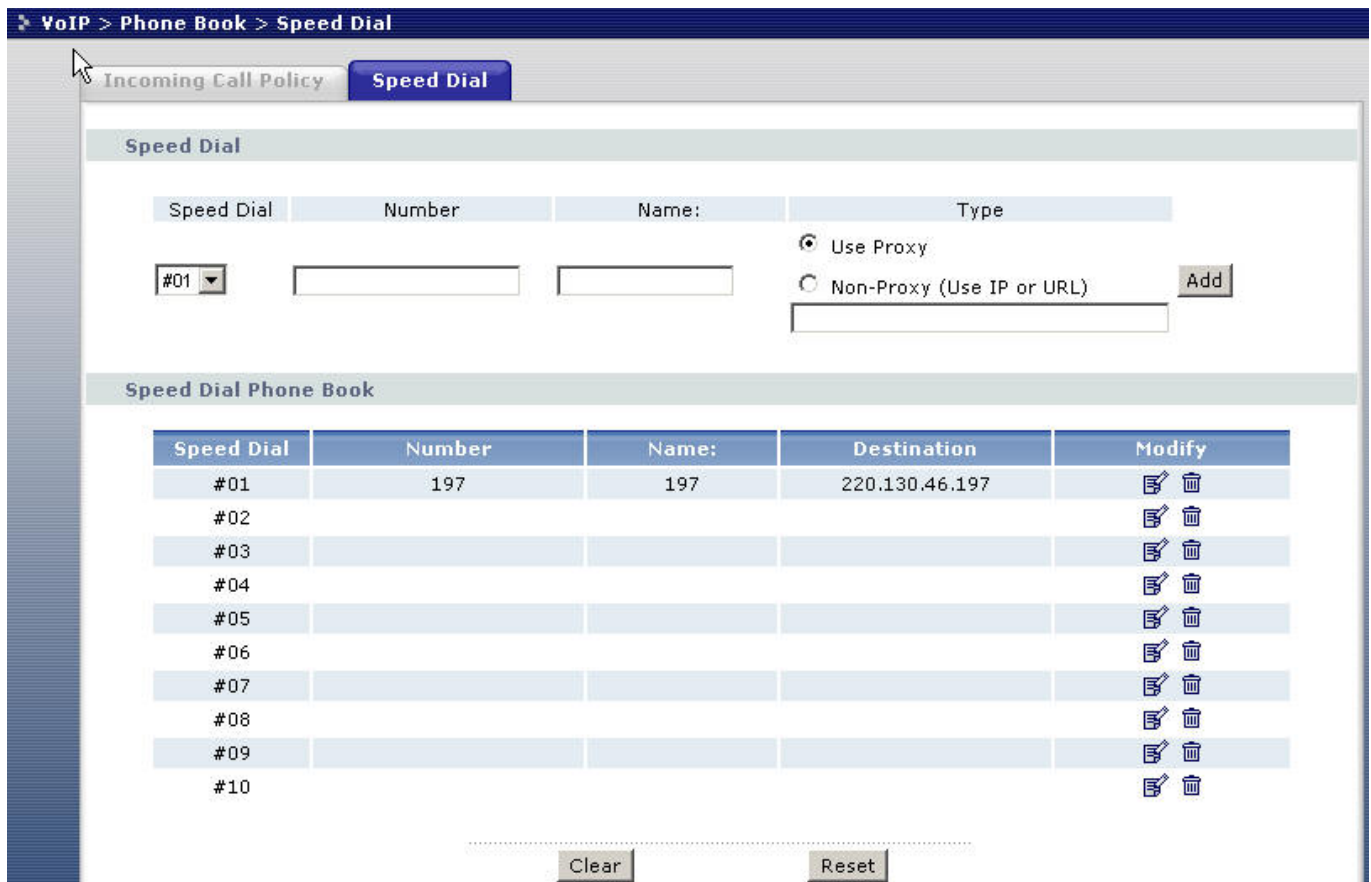 VoIP > Phone Book > Speed Dial
Incoming Call Policy Speed Dial
Speed Dial
Speed Dial Number Name: Type
Use Proxy
#01 Non-Proxy (Use IP or URL) Add
Speed Dial Phone Book
Speed Dial Number Name: Destination Modify
#01 197 197 220.130.46.197
#02
#03
#04
#05
#06
#07
#08
#09
#10
Clear Reset